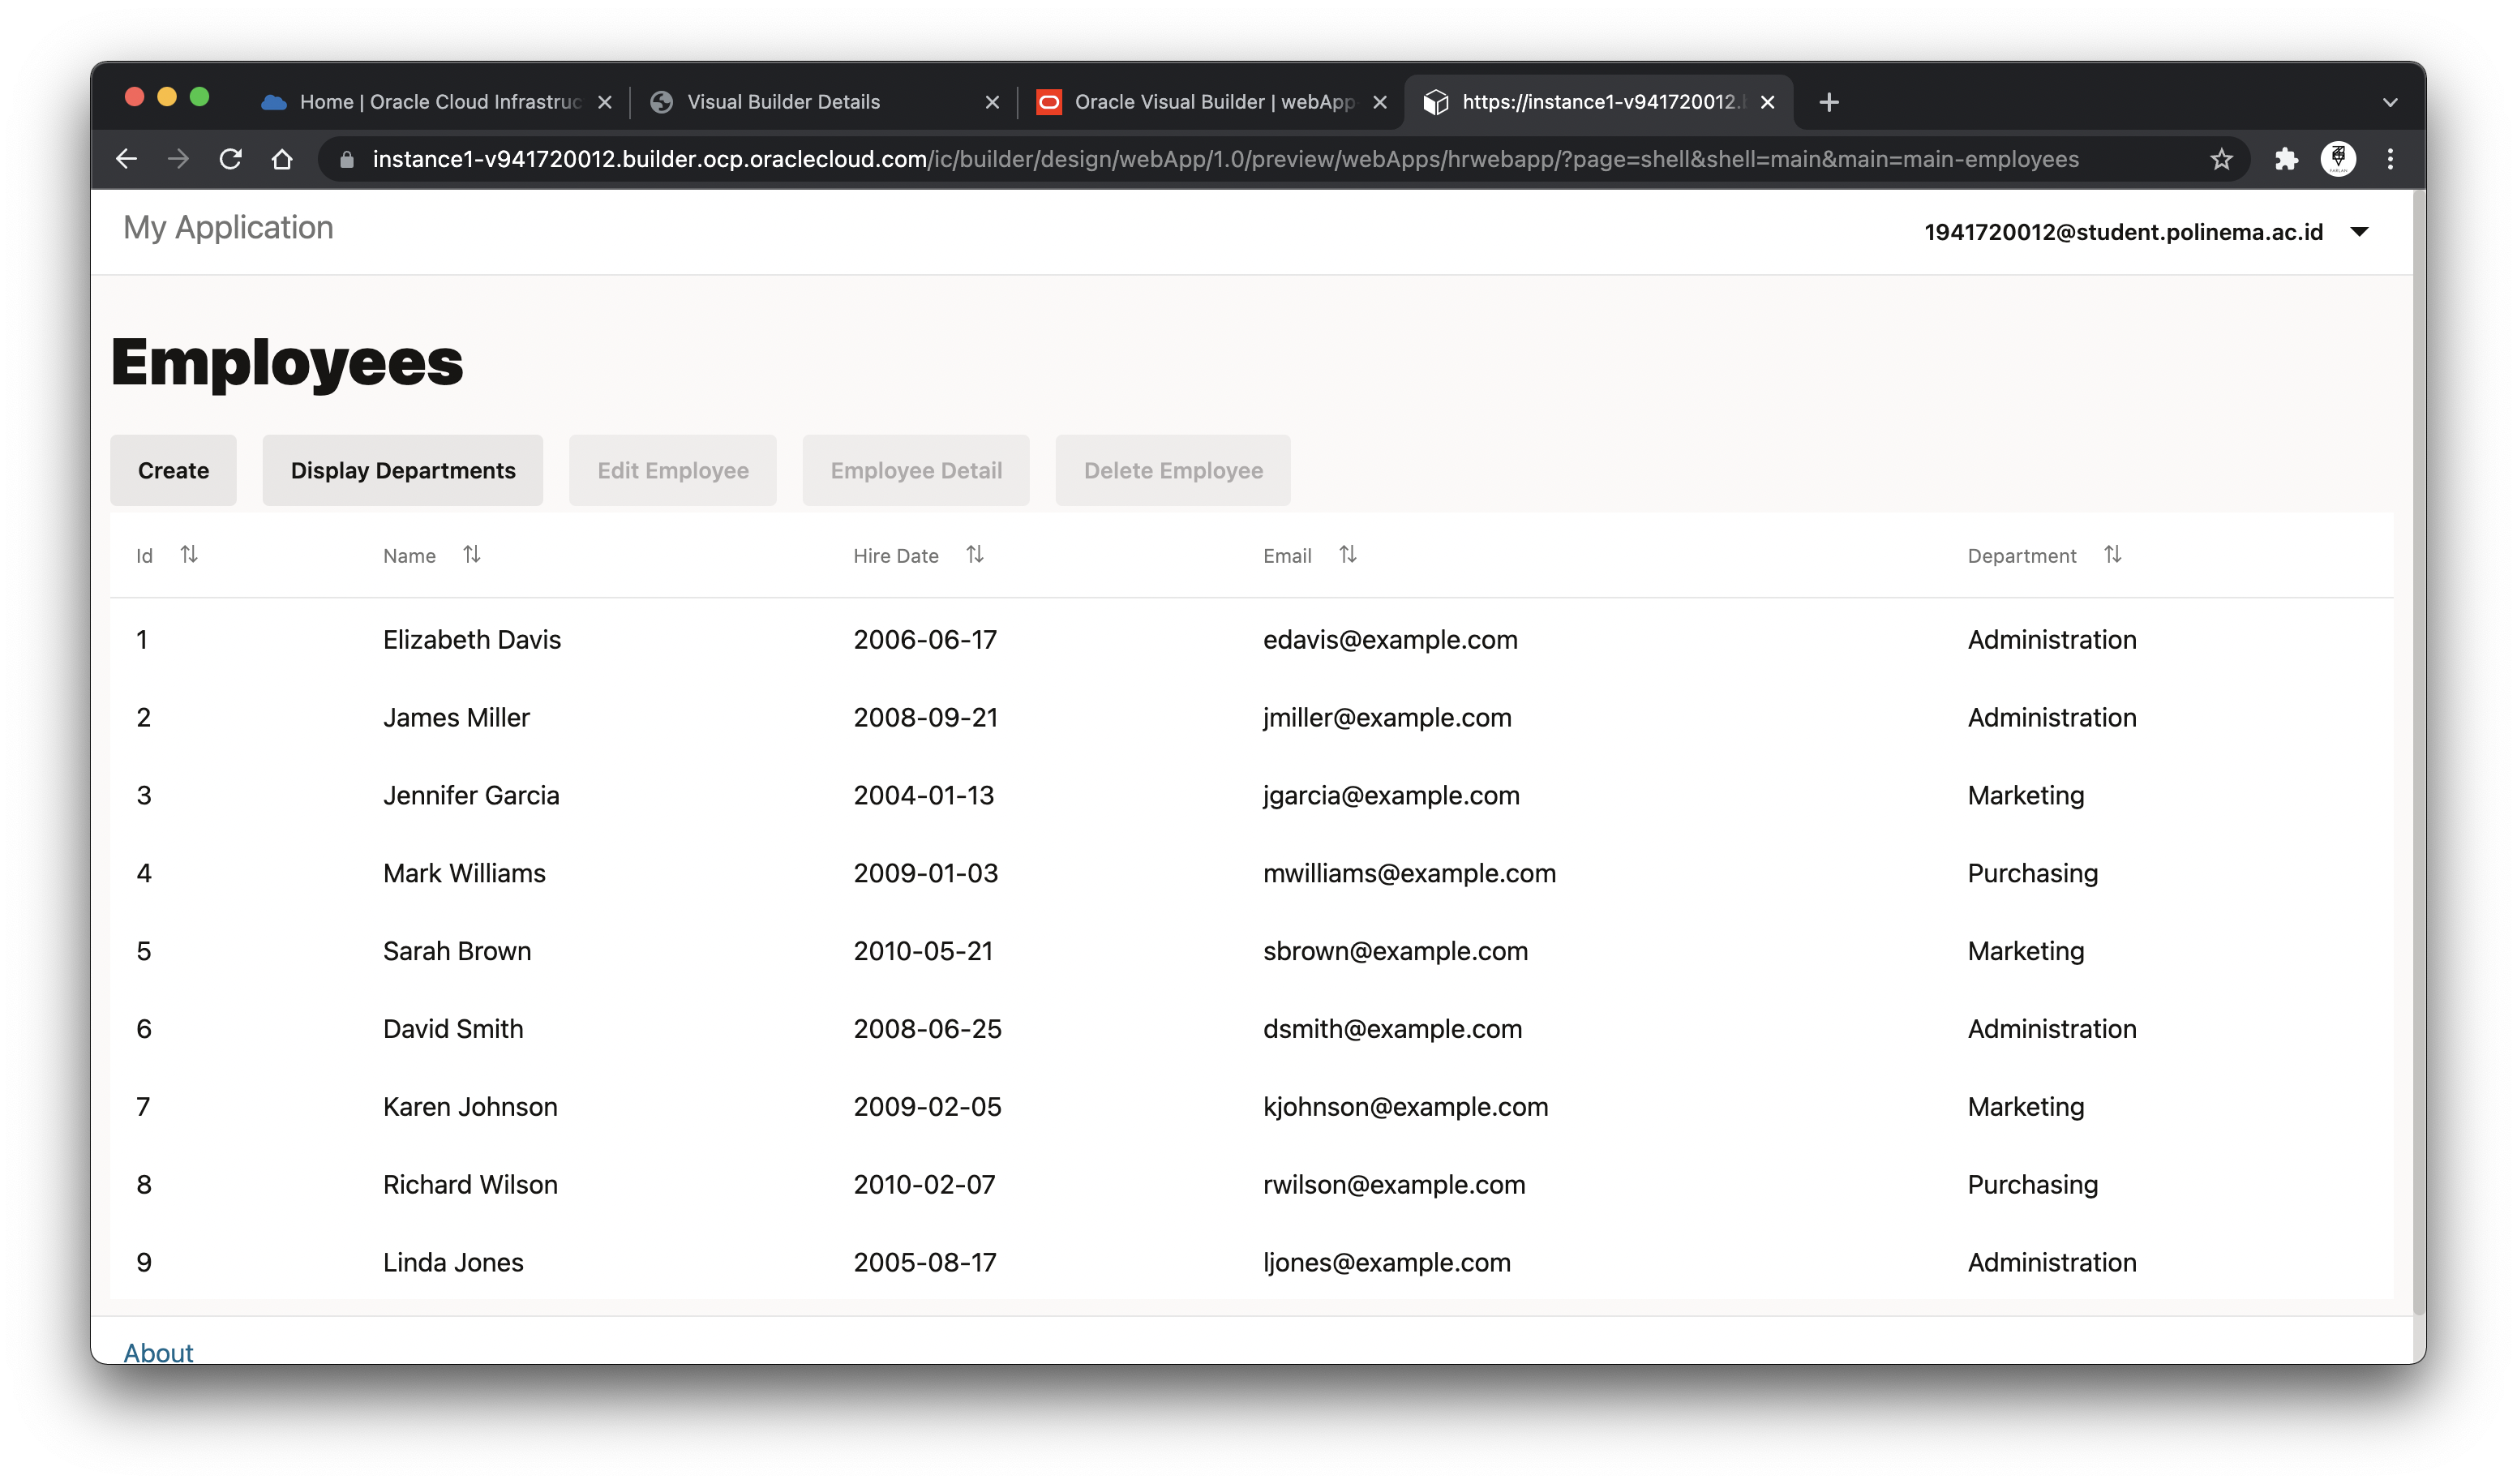 Home | Oracle Cloud Infrastruc
Visual Builder Details
Oracle Visual Builder | webApp
https://instance1-v941720012.
instance1-v941720012.builder.ocp.oraclecloud.com/ic/builder/design/webApp/1.0/preview/webApps/hrwebapp/?page=shell&shell=main&main=main-employees
My Application
1941720012@student.polinema.ac.id
Employees
Create Display Departments Edit Employee Employee Detail Delete Employee
Id Name Hire Date Email Department
1 Elizabeth Davis 2006-06-17 edavis@example.com Administration
2 James Miller 2008-09-21 jmiller@example.com Administration
3 Jennifer Garcia 2004-01-13 jgarcia@example.com Marketing
4 Mark Williams 2009-01-03 mwilliams@example.com Purchasing
5 Sarah Brown 2010-05-21 sbrown@example.com Marketing
6 David Smith 2008-06-25 dsmith@example.com Administration
7 Karen Johnson 2009-02-05 kjohnson@example.com Marketing
8 Richard Wilson 2010-02-07 rwilson@example.com Purchasing
9 Linda Jones 2005-08-17 ljones@example.com Administration
About